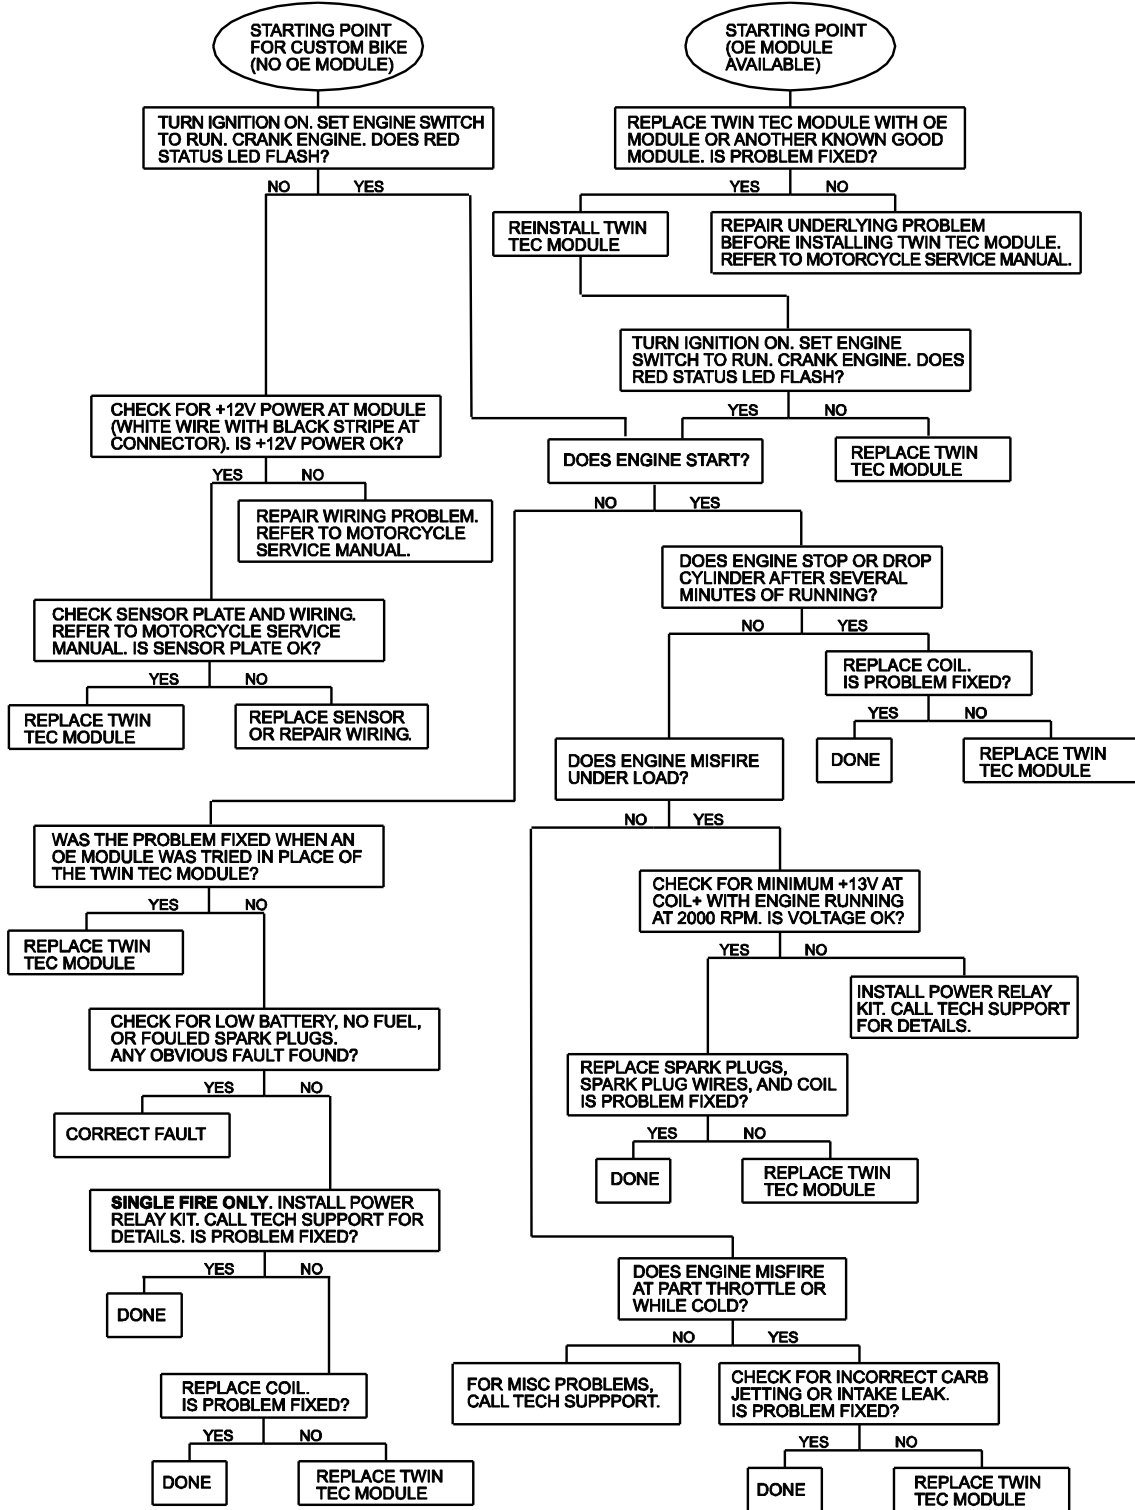 STARTING POINT
FOR CUSTOM BIKE
(NO OE MODULE)
STARTING POINT
(OE MODULE
AVAILABLE)
TURN IGNITION ON. SET ENGINE SWITCH
TO RUN. CRANK ENGINE. DOES RED
STATUS LED FLASH?
REPLACE TWIN TEC MODULE WITH OE
MODULE OR ANOTHER KNOWN GOOD
MODULE. IS PROBLEM FIXED?
NO YES
YES NO
REINSTALL TWIN
TEC MODULE
REPAIR UNDERLYING PROBLEM
BEFORE INSTALLING TWIN TEC MODULE.
REFER TO MOTORCYCLE SERVICE MANUAL.
TURN IGNITION ON. SET ENGINE
SWITCH TO RUN. CRANK ENGINE. DOES
RED STATUS LED FLASH?
CHECK FOR +12V POWER AT MODULE
(WHITE WIRE WITH BLACK STRIPE AT
CONNECTOR). IS +12V POWER OK?
YES NO
DOES ENGINE START?
REPLACE TWIN
TEC MODULE
YES NO
NO YES
REPAIR WIRING PROBLEM.
REFER TO MOTORCYCLE
SERVICE MANUAL.
DOES ENGINE STOP OR DROP
CYLINDER AFTER SEVERAL
MINUTES OF RUNNING?
CHECK SENSOR PLATE AND WIRING.
REFER TO MOTORCYCLE SERVICE
MANUAL. IS SENSOR PLATE OK?
NO YES
REPLACE COIL.
IS PROBLEM FIXED?
YES NO
REPLACE TWIN
TEC MODULE
REPLACE SENSOR
OR REPAIR WIRING.
YES NO
DONE
REPLACE TWIN
TEC MODULE
DOES ENGINE MISFIRE
UNDER LOAD?
NO YES
WAS THE PROBLEM FIXED WHEN AN
OE MODULE WAS TRIED IN PLACE OF
THE TWIN TEC MODULE?
CHECK FOR MINIMUM +13V AT
COIL+ WITH ENGINE RUNNING
AT 2000 RPM. IS VOLTAGE OK?
YES NO
REPLACE TWIN
TEC MODULE
YES NO
INSTALL POWER RELAY
KIT. CALL TECH SUPPORT
FOR DETAILS.
CHECK FOR LOW BATTERY, NO FUEL,
OR FOULED SPARK PLUGS.
ANY OBVIOUS FAULT FOUND?
REPLACE SPARK PLUGS,
SPARK PLUG WIRES, AND COIL
IS PROBLEM FIXED?
YES NO
CORRECT FAULT
YES NO
DONE
REPLACE TWIN
TEC MODULE
SINGLE FIRE ONLY. INSTALL POWER
RELAY KIT. CALL TECH SUPPORT FOR
DETAILS. IS PROBLEM FIXED?
YES NO
DONE
DOES ENGINE MISFIRE
AT PART THROTTLE OR
WHILE COLD?
NO YES
FOR MISC PROBLEMS,
CALL TECH SUPPPORT.
CHECK FOR INCORRECT CARB
JETTING OR INTAKE LEAK.
IS PROBLEM FIXED?
REPLACE COIL.
IS PROBLEM FIXED?
YES NO
DONE
REPLACE TWIN
TEC MODULE
YES NO
DONE
REPLACE TWIN
TEC MODULE